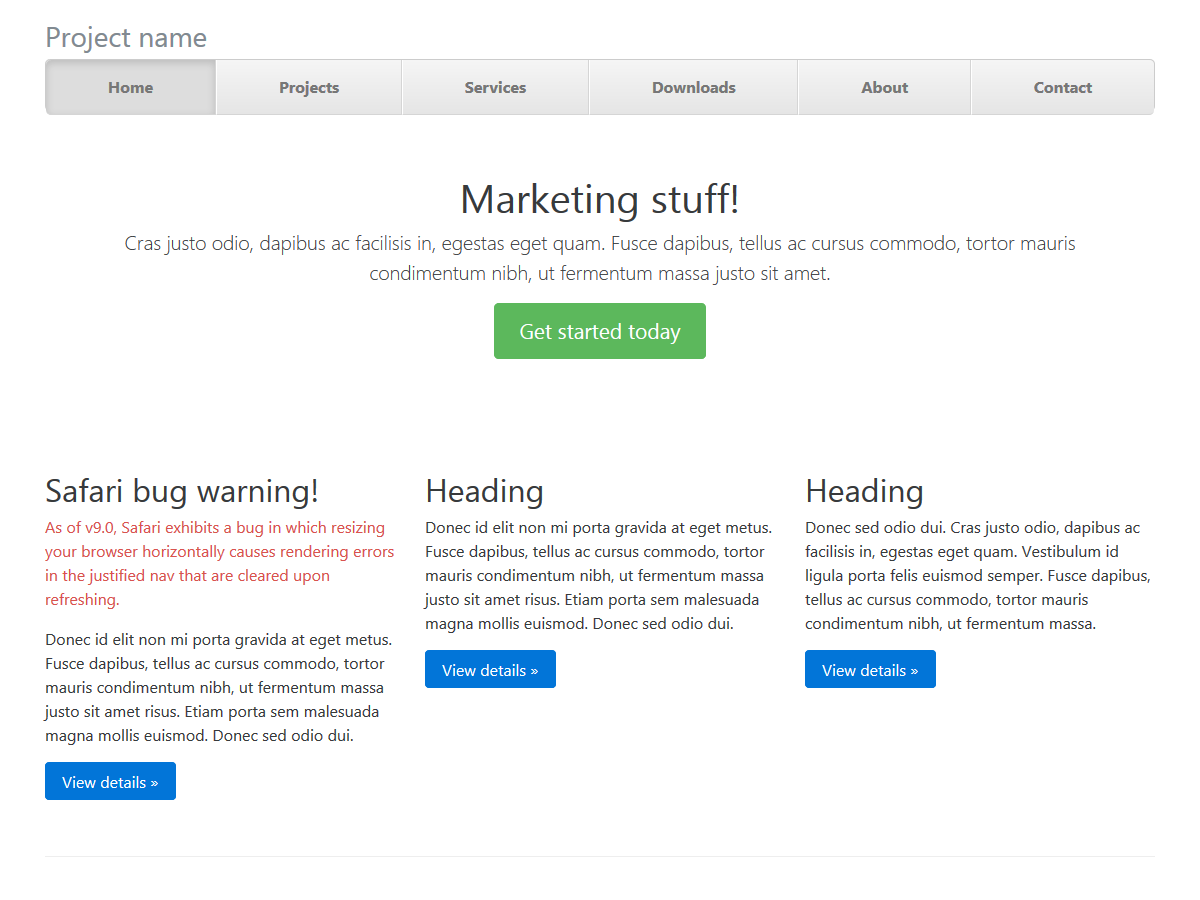 Project name
Home Projects Services Downloads About Contact
Marketing stuff!
Cras justo odio, dapibus ac facilisis in, egestas eget quam. Fusce dapibus, tellus ac cursus commodo, tortor mauris
condimentum nibh, ut fermentum massa justo sit amet.
Get started today
Safari bug warning!
As of v9.0, Safari exhibits a bug in which resizing
your browser horizontally causes rendering errors
in the justified nav that are cleared upon
refreshing.
Donec id elit non mi porta gravida at eget metus.
Fusce dapibus, tellus ac cursus commodo, tortor
mauris condimentum nibh, ut fermentum massa
justo sit amet risus. Etiam porta sem malesuada
magna mollis euismod. Donec sed odio dui.
View details »
Heading
Donec id elit non mi porta gravida at eget metus.
Fusce dapibus, tellus ac cursus commodo, tortor
mauris condimentum nibh, ut fermentum massa
justo sit amet risus. Etiam porta sem malesuada
magna mollis euismod. Donec sed odio dui.
View details »
Heading
Donec sed odio dui. Cras justo odio, dapibus ac
facilisis in, egestas eget quam. Vestibulum id
ligula porta felis euismod semper. Fusce dapibus,
tellus ac cursus commodo, tortor mauris
condimentum nibh, ut fermentum massa.
View details »